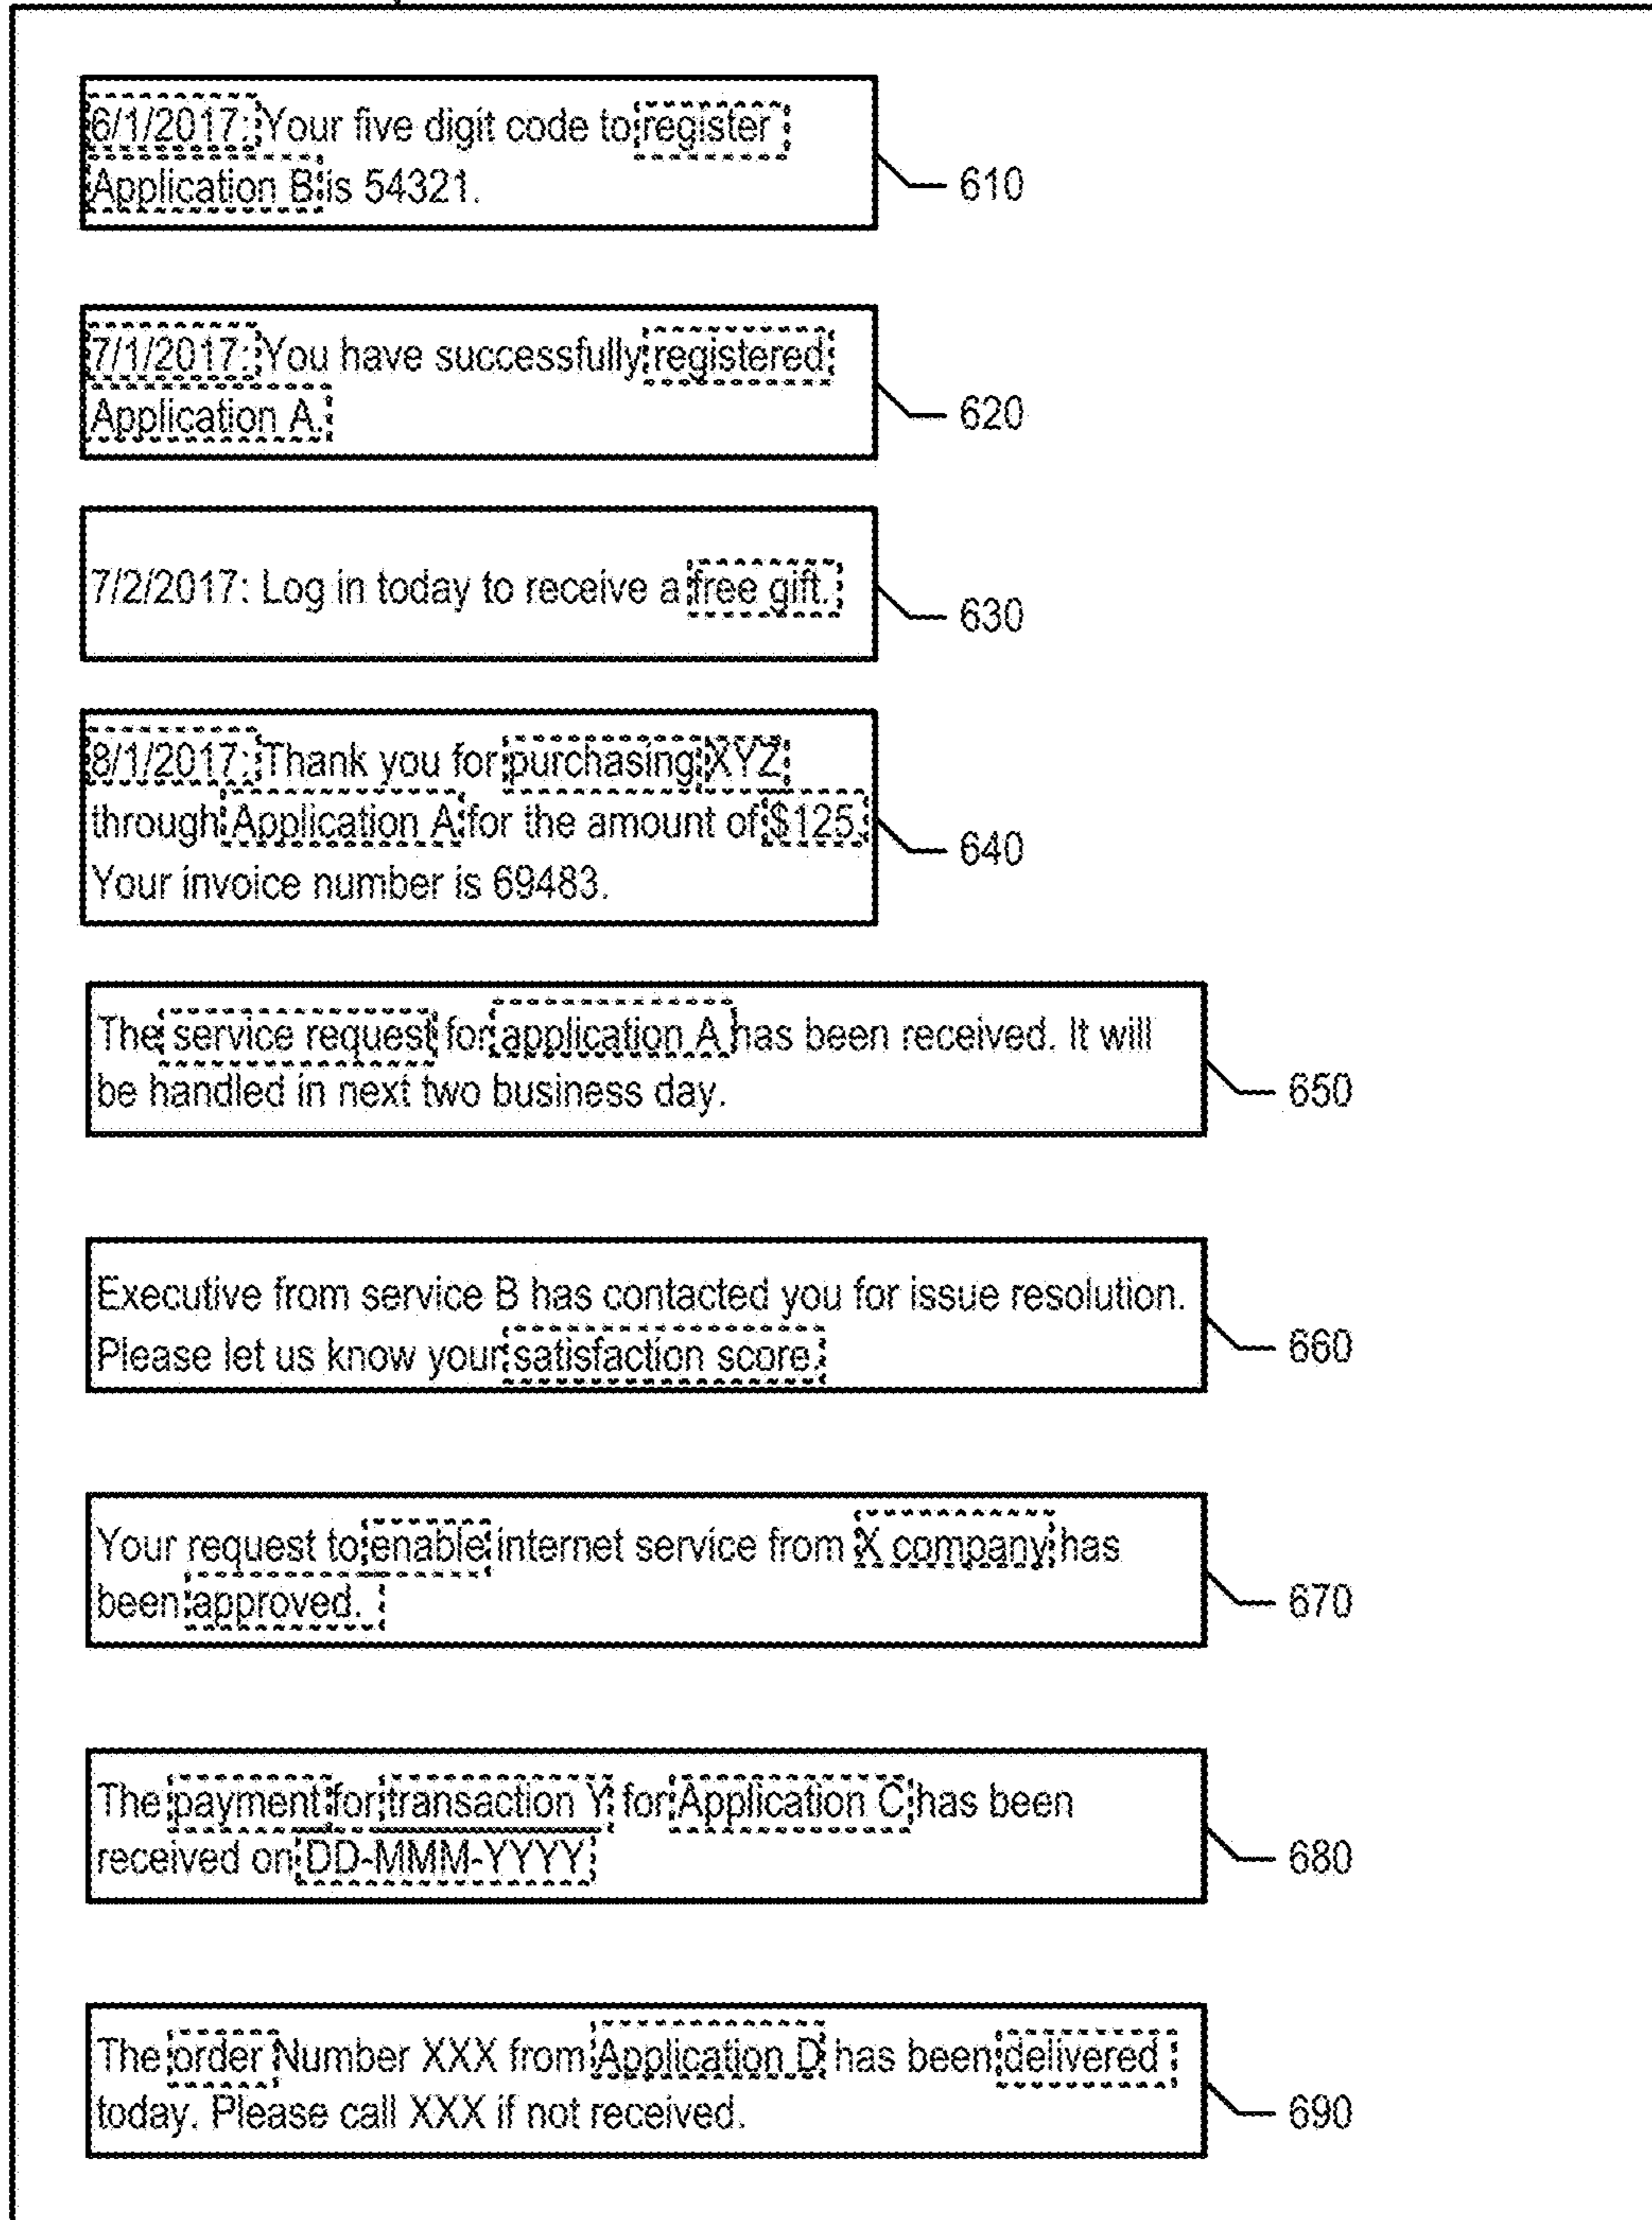 6/1/2017: Your five digit code to register
Application B is 54321.
610
7/1/2017: You have successfully registered
Application A.
620
7/2/2017: Log in today to receive a free gift.
630
8/1/2017: Thank you for purchasing XYZ
through Application A for the amount of $125.
Your invoice number is 69483.
640
The service request for application A has been received. It will
be handled in next two business day.
650
Executive from service B has contacted you for issue resolution.
Please let us know your satisfaction score.
660
Your request to enable internet service from X company has
been approved.
670
The payment for transaction Y for Application C has been
received on DD-MMM-YYYY
680
The order Number XXX from Application D has been delivered
today. Please call XXX if not received.
690